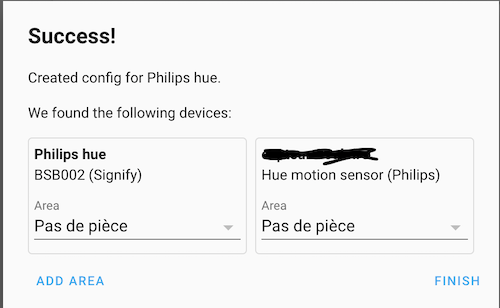 Success!
Created config for Philips hue.
We found the following devices:
Philips hue
BSB002 (Signify)
Area
Pas de pièce
Hue motion sensor (Philips)
Area
Pas de pièce
ADD AREA
FINISH